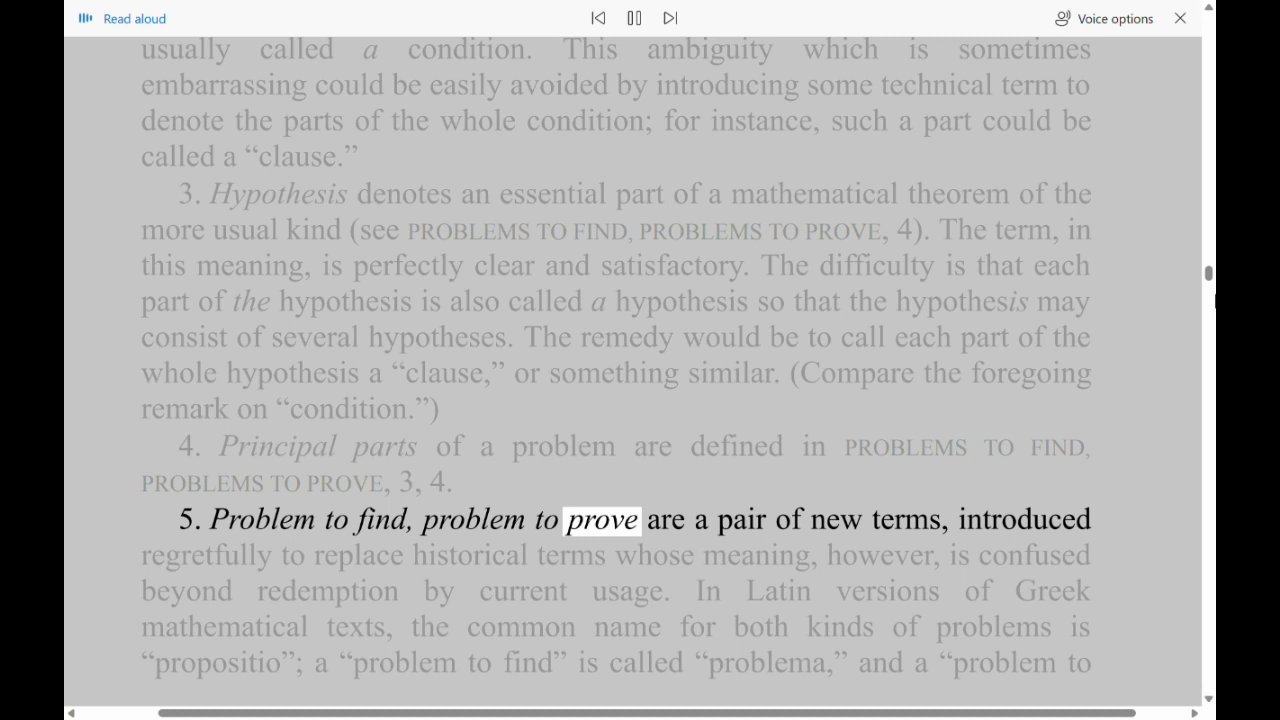 Read aloud
Voice options
usually called a condition. This ambiguity which is sometimes
embarrassing could be easily avoided by introducing some technical term to
denote the parts of the whole condition; for instance, such a part could be
called a “clause.”
3. Hypothesis denotes an essential part of a mathematical theorem of the
more usual kind (see PROBLEMS TO FIND, PROBLEMS TO PROVE, 4). The term, in
this meaning, is perfectly clear and satisfactory. The difficulty is that each
part of the hypothesis is also called a hypothesis so that the hypothesis may
consist of several hypotheses. The remedy would be to call each part of the
whole hypothesis a “clause,” or something similar. (Compare the foregoing
remark on “condition.”)
4. Principal parts of a problem are defined in PROBLEMS TO FIND,
PROBLEMS TO PROVE, 3, 4.
5. Problem to find, problem to prove are a pair of new terms, introduced
regretfully to replace historical terms whose meaning, however, is confused
beyond redemption by current usage. In Latin versions of Greek
mathematical texts, the common name for both kinds of problems is
“propositio”; a “problem to find” is called “problema,” and a “problem to